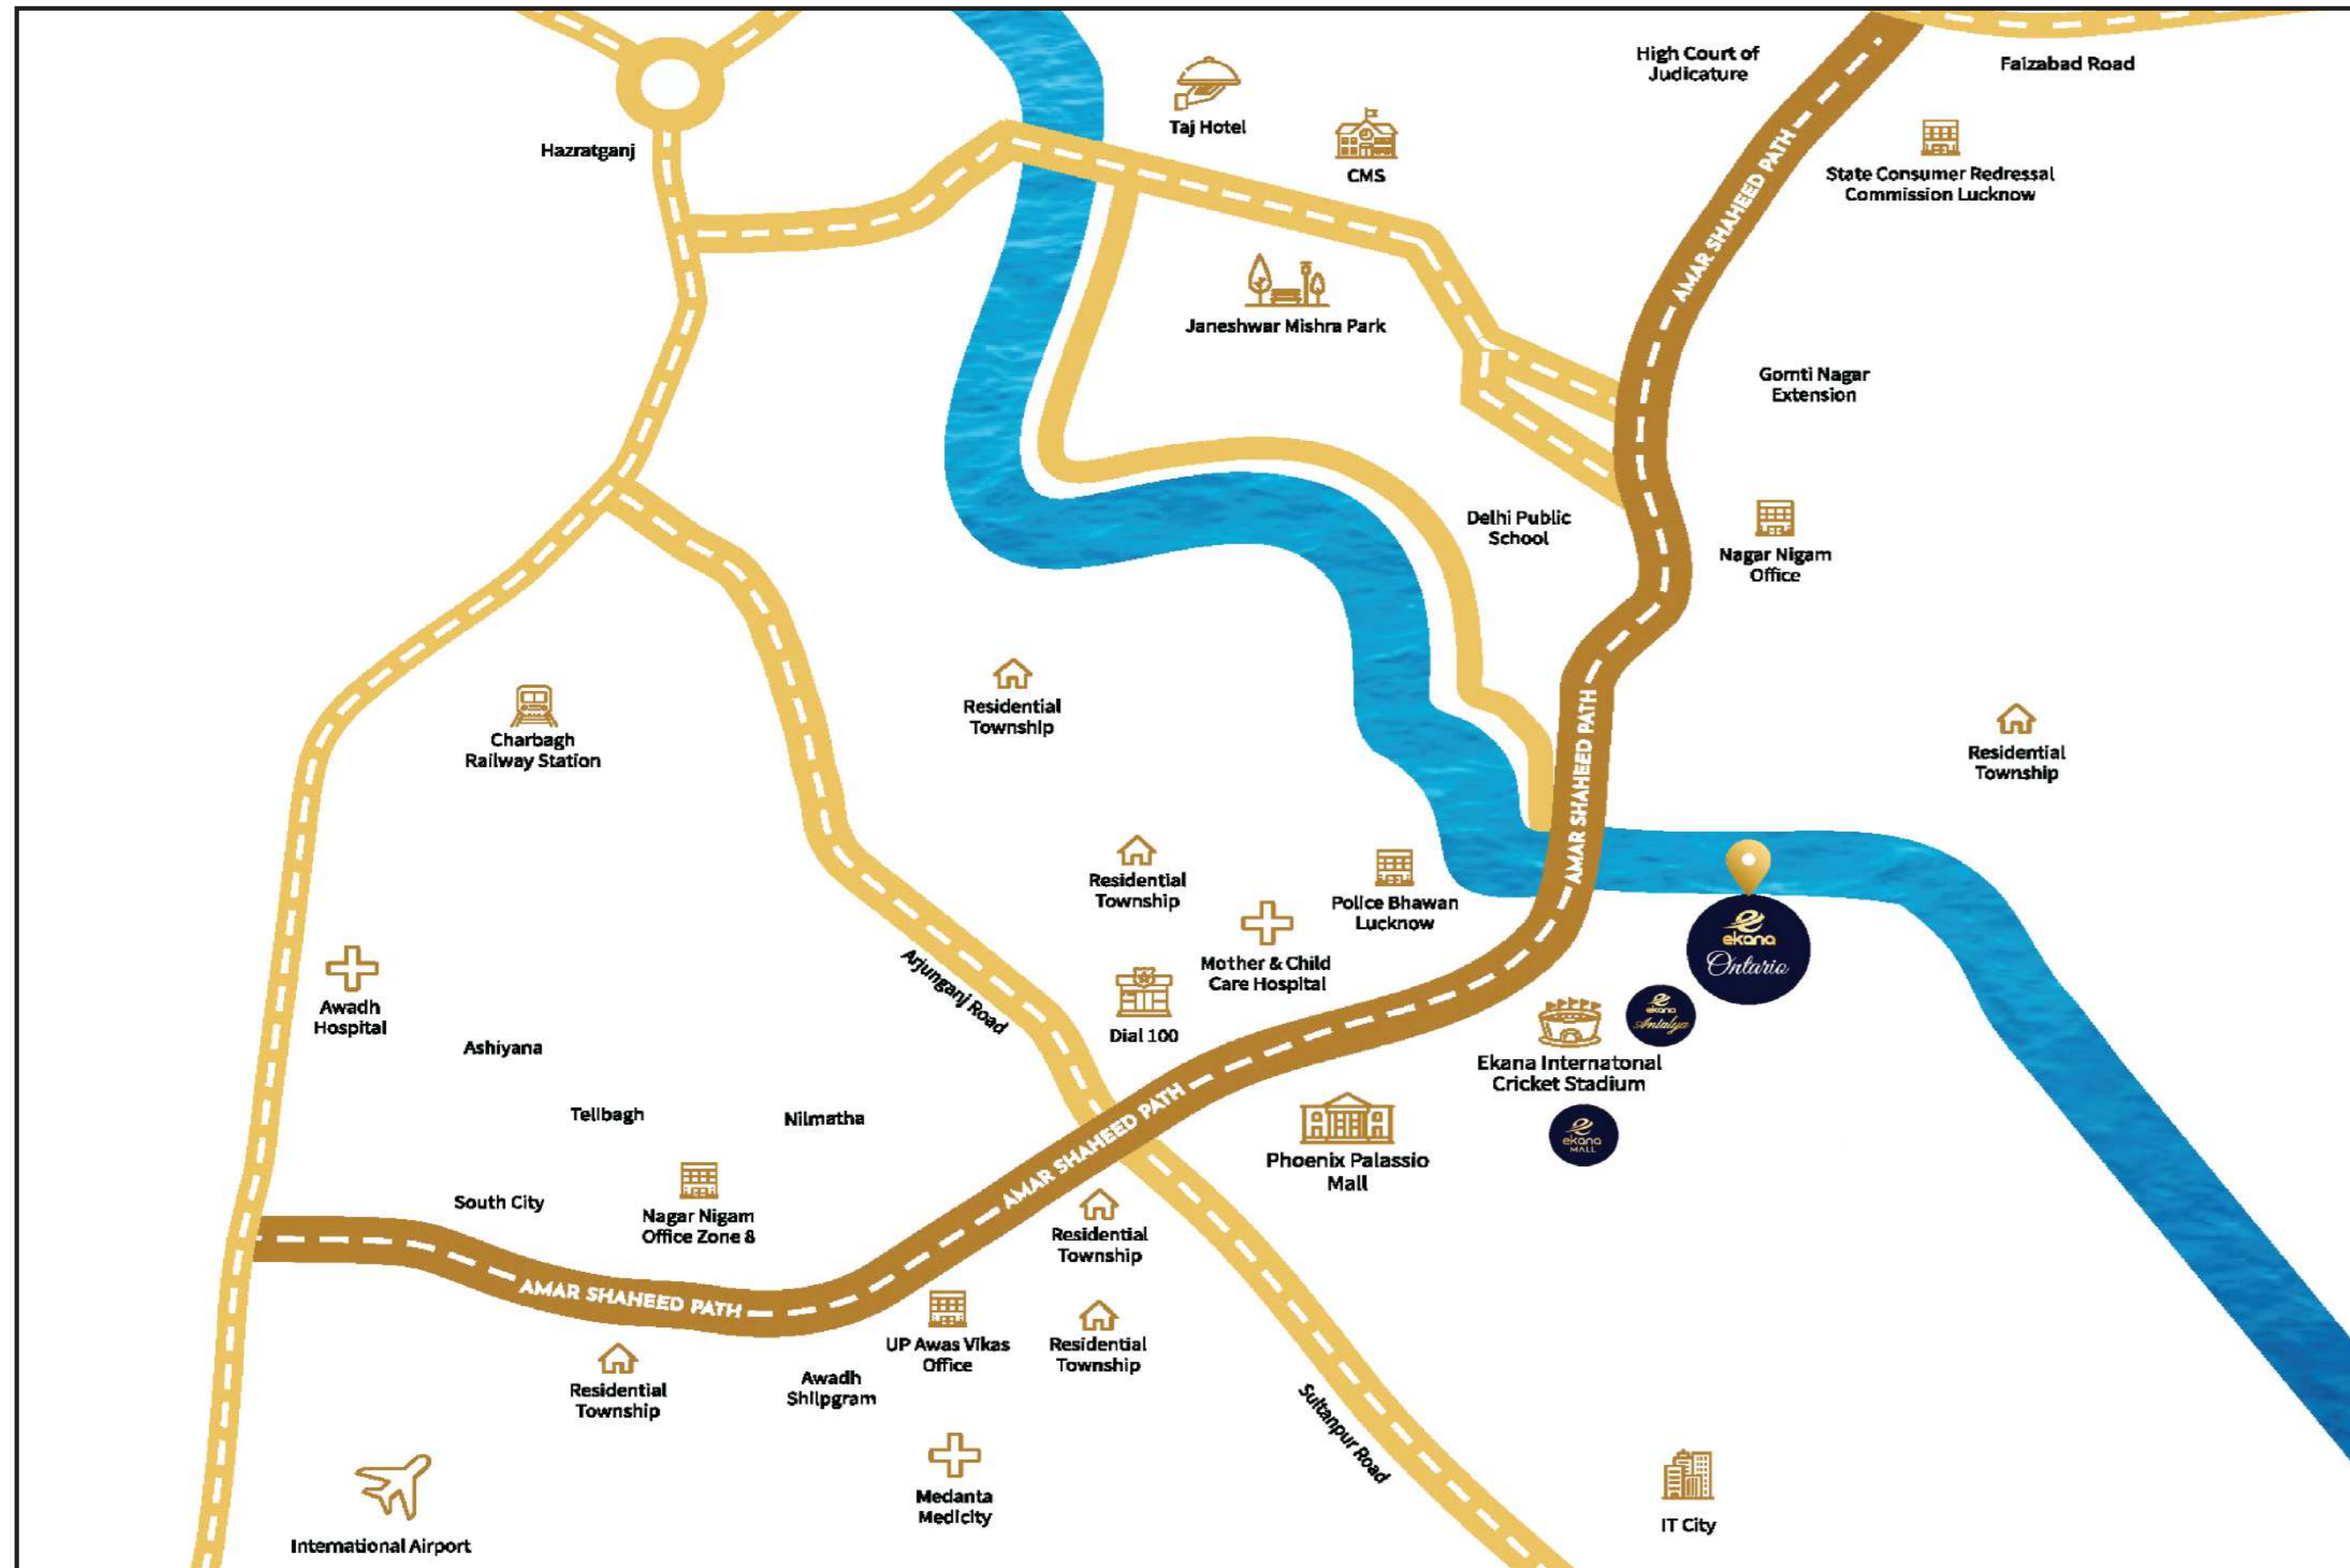 High Court of
Judicature
Faizabad Road
Taj Hotel
Hazratganj
CMS
AMAR SHAHEED PATH
State Consumer Redressal
Commission Lucknow
Janeshwar Mishra Park
Gomti Nagar
Extension
Delhi Public
School
Nagar Nigam
Office
Residential
Township
Charbagh
Railway Station
AMAR SHAHEED PATH
Residential
Township
Residential
Township
Police Bhawan
Lucknow
ekana
Ontario
Mother & Child
Care Hospital
Arjunganj Road
Awadh
Hospital
Dial 100
ekana
Antalya
Ashiyana
Ekana Internatonal
Cricket Stadium
Telibagh
Nilmatha
AMAR SHAHEED PATH
ekana
MALL
Phoenix Palassio
Mall
South City
Nagar Nigam
Office Zone 8
Residential
Township
AMAR SHAHEED PATH
UP Awas Vikas
Office
Residential
Township
Residential
Township
Awadh
Shilpgram
Sultanpur Road
Medanta
Medicity
IT City
International Airport